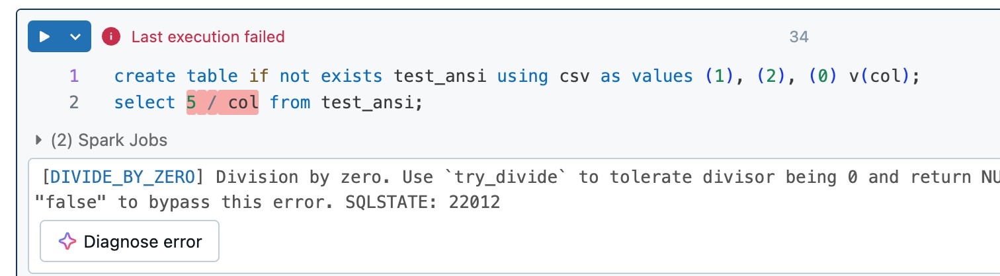 Last execution failed
34
1 create table if not exists test_ansi using csv as values (1), (2), (0) v(col);
2 select 5 / col from test_ansi;
(2) Spark Jobs
[DIVIDE_BY_ZERO] Division by zero. Use `try_divide` to tolerate divisor being 0 and return NU
"false" to bypass this error. SQLSTATE: 22012
Diagnose error